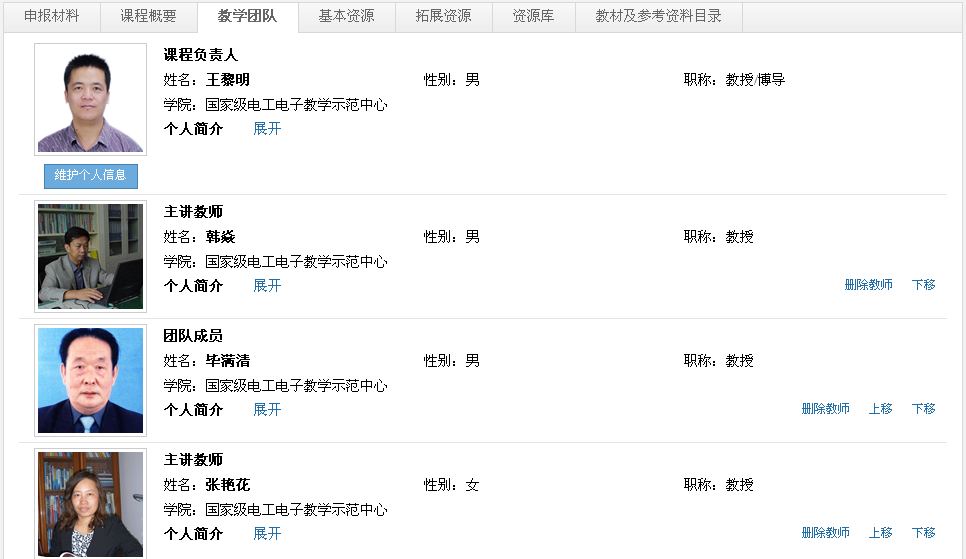 申报材料 课程概要 教学团队 基本资源 拓展资源 资源库 教材及参考资料目录
课程负责人
姓名：王黎明 性别：男 职称：教授/博导
学院：国家级电工电子教学示范中心
个人简介 展开
维护个人信息
主讲教师
姓名：韩焱 性别：男 职称：教授
学院：国家级电工电子教学示范中心
个人简介 展开 删除教师 下移
团队成员
姓名：毕满清 性别：男 职称：教授
学院：国家级电工电子教学示范中心
个人简介 展开 删除教师 上移 下移
主讲教师
姓名：张艳花 性别：女 职称：教授
学院：国家级电工电子教学示范中心
个人简介 展开 删除教师 上移 下移